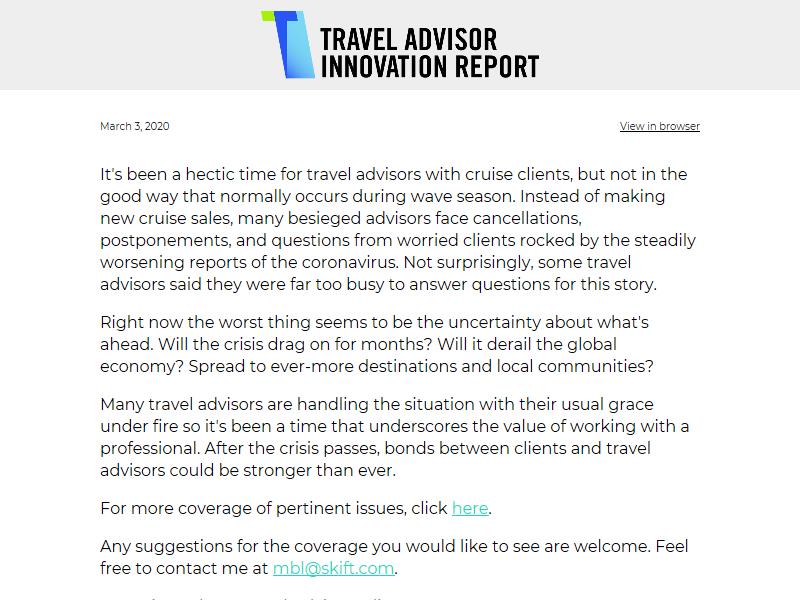 TRAVEL ADVISOR
INNOVATION REPORT
March 3, 2020
View in browser
It's been a hectic time for travel advisors with cruise clients, but not in the
good way that normally occurs during wave season. Instead of making
new cruise sales, many besieged advisors face cancellations,
postponements, and questions from worried clients rocked by the steadily
worsening reports of the coronavirus. Not surprisingly, some travel
advisors said they were far too busy to answer questions for this story.
Right now the worst thing seems to be the uncertainty about what's
ahead. Will the crisis drag on for months? Will it derail the global
economy? Spread to ever-more destinations and local communities?
Many travel advisors are handling the situation with their usual grace
under fire so it's been a time that underscores the value of working with a
professional. After the crisis passes, bonds between clients and travel
advisors could be stronger than ever.
For more coverage of pertinent issues, click here.
Any suggestions for the coverage you would like to see are welcome. Feel
free to contact me at mbl@skift.com.